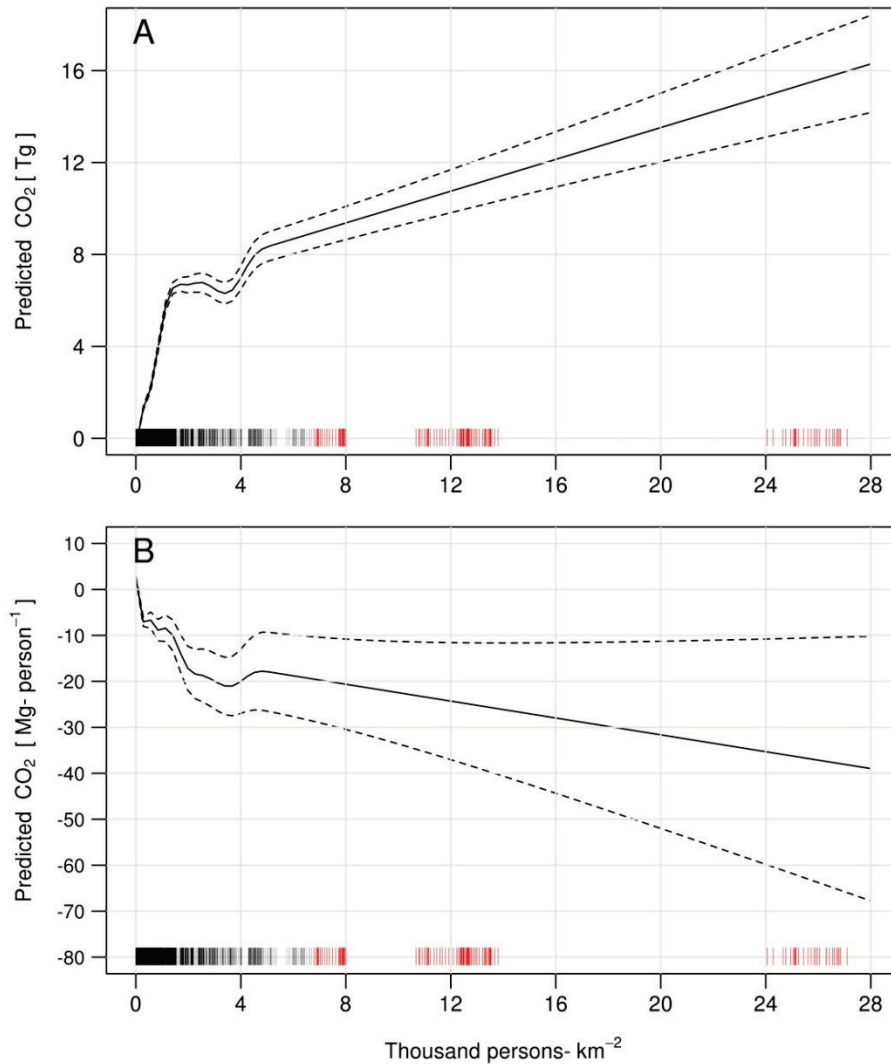 A
Predicted CO₂ [ Tg ]
16
12
8
4
0
0 4 8 12 16 20 24 28
B
Predicted CO₂ [ Mg- person⁻¹ ]
10
0
-10
-20
-30
-40
-50
-60
-70
-80
0 4 8 12 16 20 24 28
Thousand persons- km⁻²